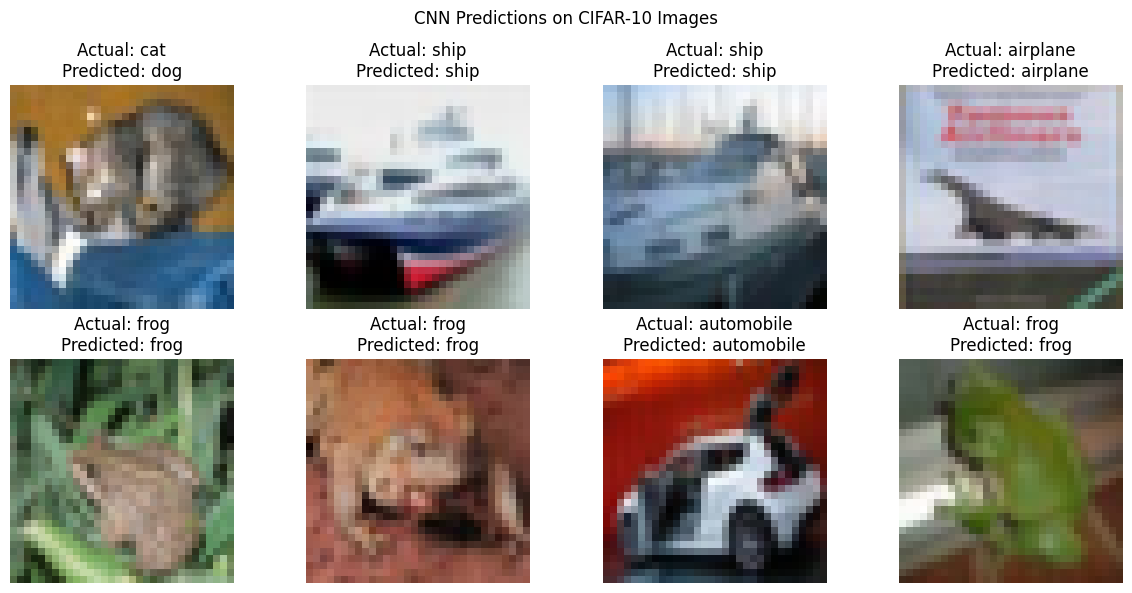 CNN Predictions on CIFAR-10 Images
Actual: cat
Predicted: dog
Actual: ship
Predicted: ship
Actual: ship
Predicted: ship
Actual: airplane
Predicted: airplane
Actual: frog
Predicted: frog
Actual: frog
Predicted: frog
Actual: automobile
Predicted: automobile
Actual: frog
Predicted: frog